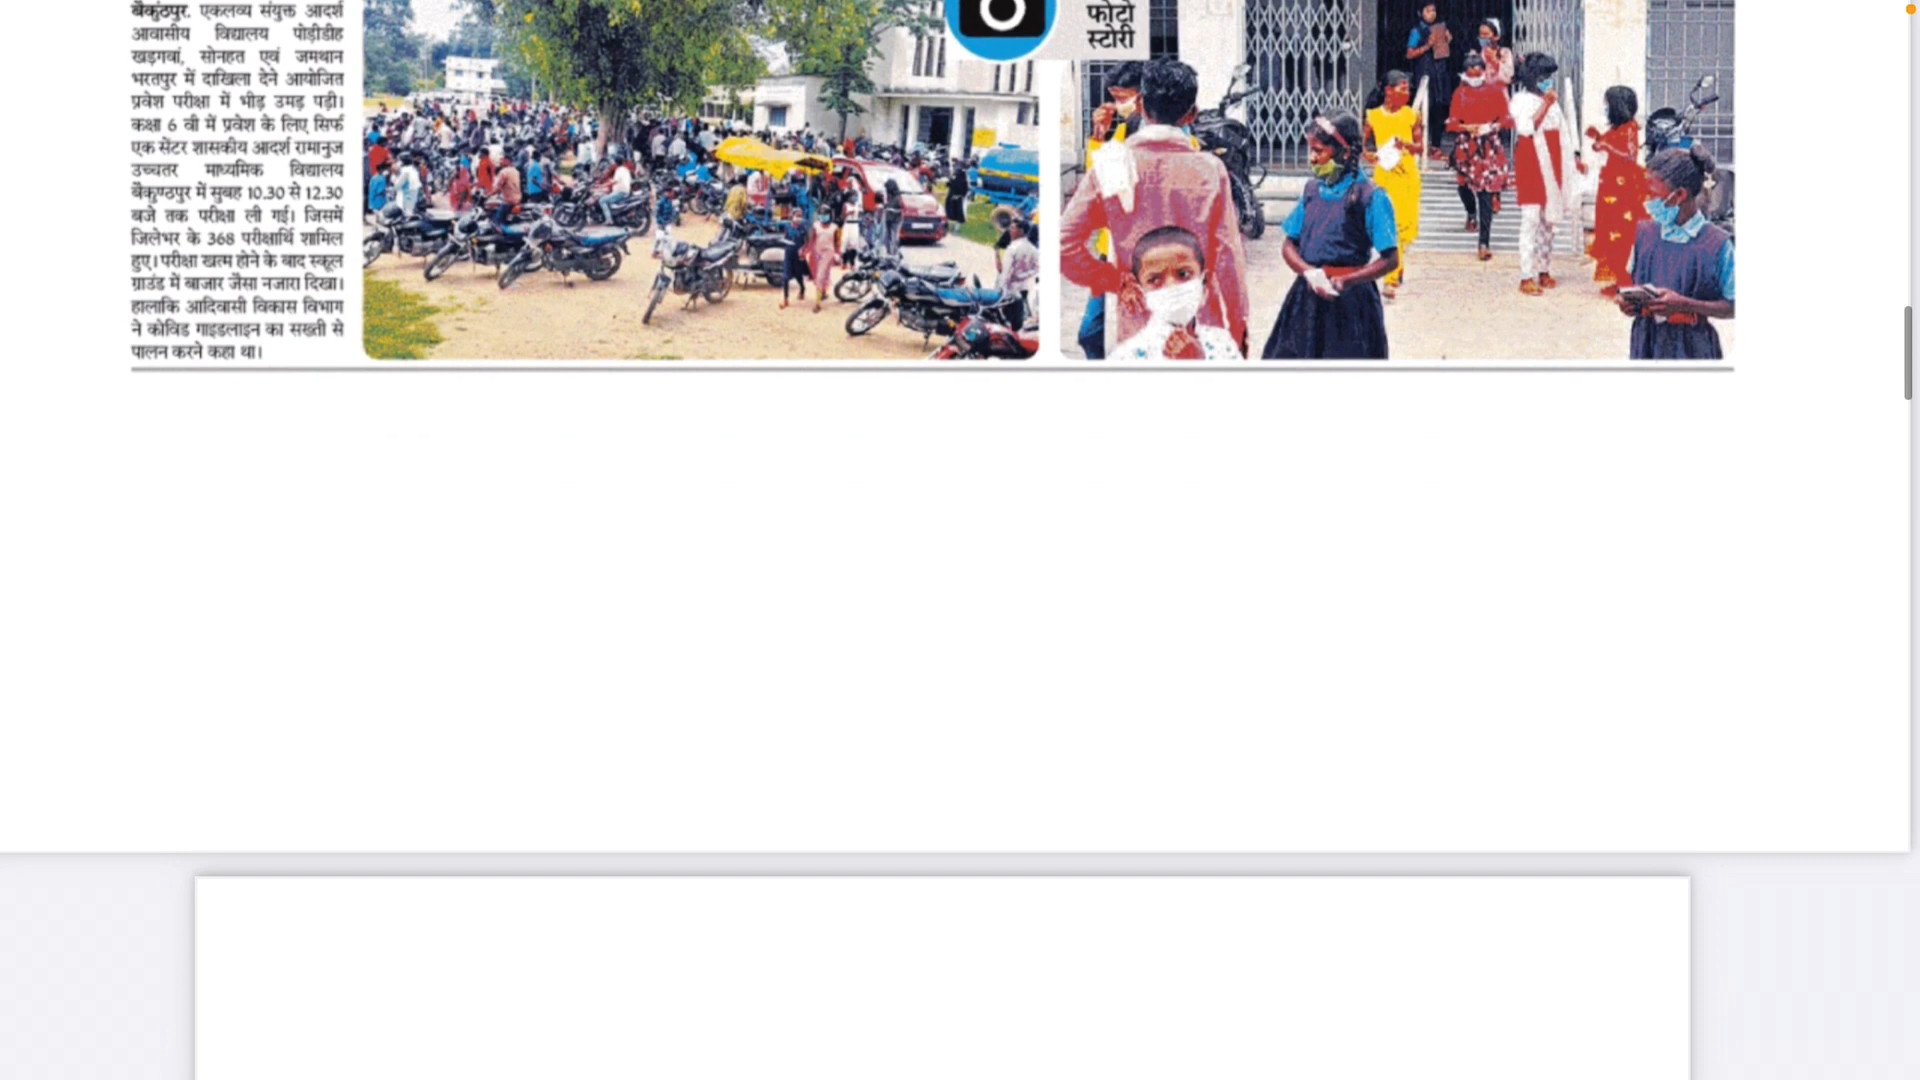 बैकुंठपुर. एकलव्य संयुक्त आदर्श
आवासीय विद्यालय पोड़ीडीह
खड़गवां, सोनहत एवं जमथान
भरतपुर में दाखिला देने आयोजित
प्रवेश परीक्षा में भीड़ उमड़ पड़ी।
कक्षा 6 वी में प्रवेश के लिए सिर्फ
एक सेंटर शासकीय आदर्श रामानुज
उच्चतर माध्यमिक विद्यालय
बैकुण्ठपुर में सुबह 10.30 से 12.30
बजे तक परीक्षा ली गई। जिसमें
जिलेभर के 368 परीक्षार्थि शामिल
हुए। परीक्षा खत्म होने के बाद स्कूल
ग्राउंड में बाजार जैसा नजारा दिखा।
हालाकि आदिवासी विकास विभाग
ने कोविड गाइडलाइन का सख्ती से
पालन करने कहा था।
फोटो
स्टोरी